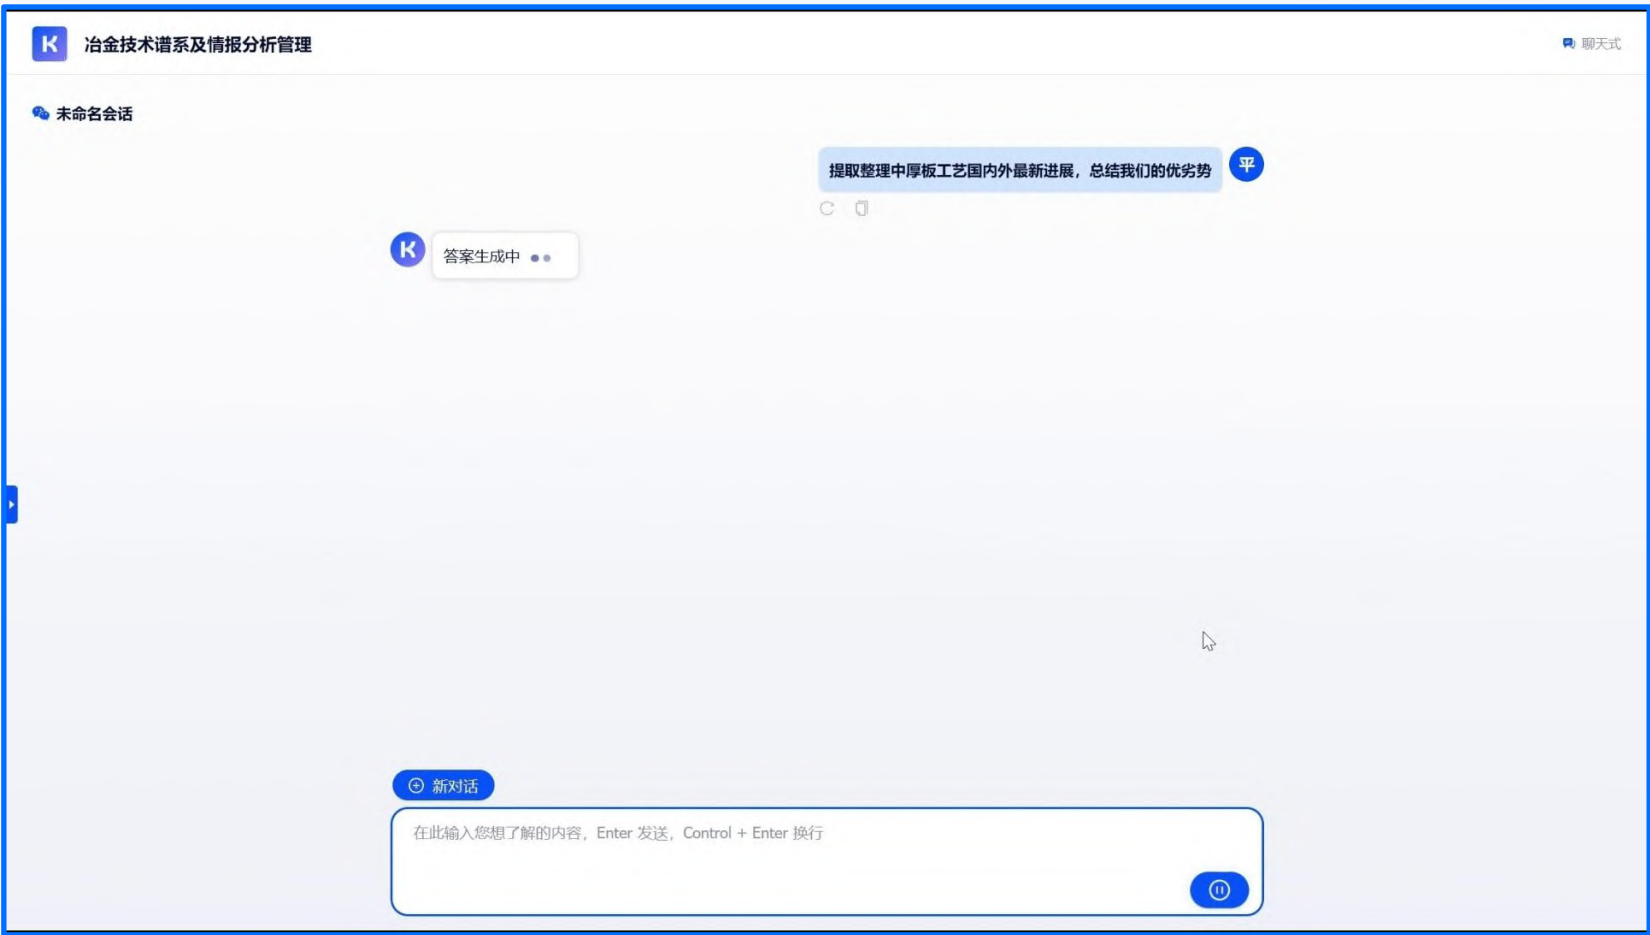 K 冶金技术谱系及情报分析管理
聊天式
未命名会话
提取整理中厚板工艺国内外最新进展，总结我们的优劣势
平
K 答案生成中
新对话
在此输入您想了解的内容，Enter 发送，Control + Enter 换行